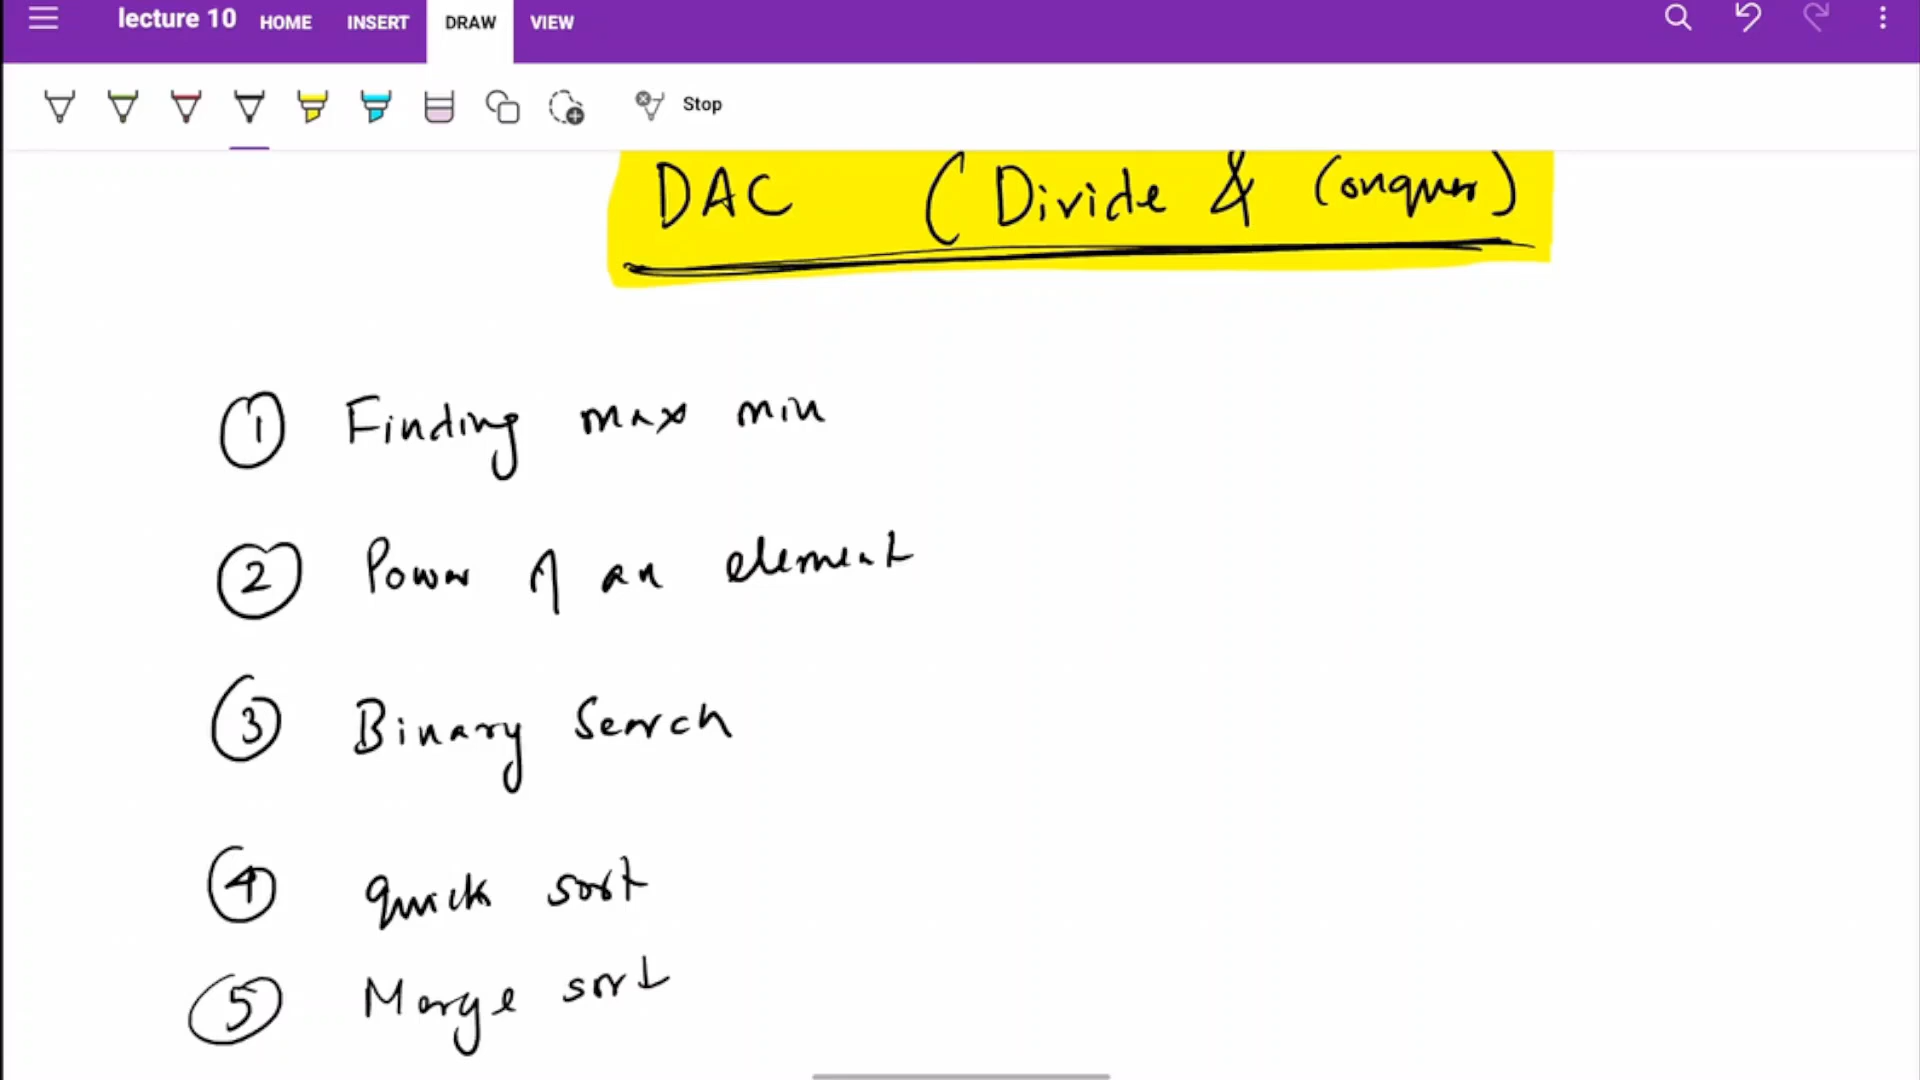 lecture 10 HOME INSERT DRAW VIEW
Stop
DAC (Divide & Conquer)
1 Finding max min
2 Power of an element
3 Binary Search
4 quick sort
5 Merge sort